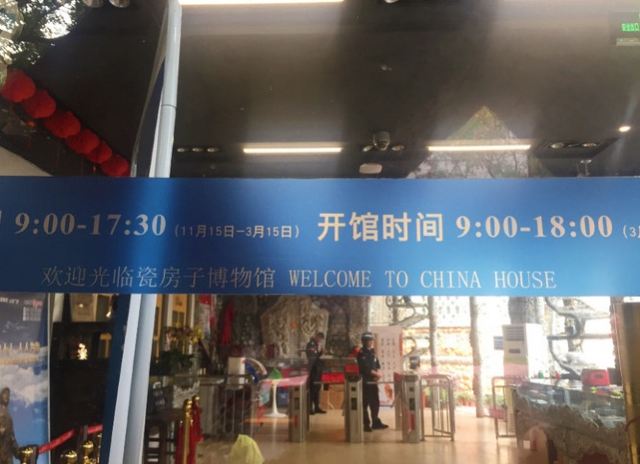 9:00-17:30 (11月15日-3月15日) 开馆时间 9:00-18:00 (3
欢迎光临瓷房子博物馆 WELCOME TO CHINA HOUSE